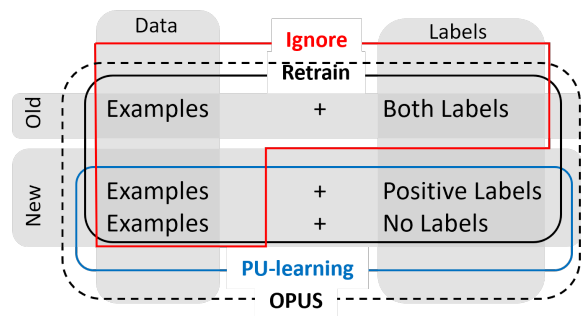 Data
Ignore
Labels
Retrain
Old
Examples + Both Labels
New
Examples + Positive Labels
Examples + No Labels
PU-learning
OPUS